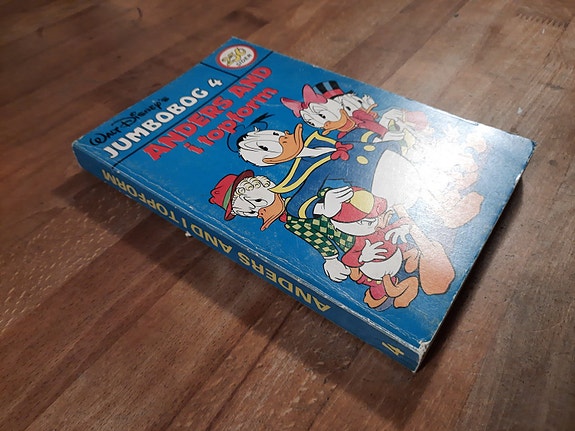 Walt Disney's
JUMBOBOG 4
ANDERS AND
i topform
ANDERS AND I TOPFORM
4